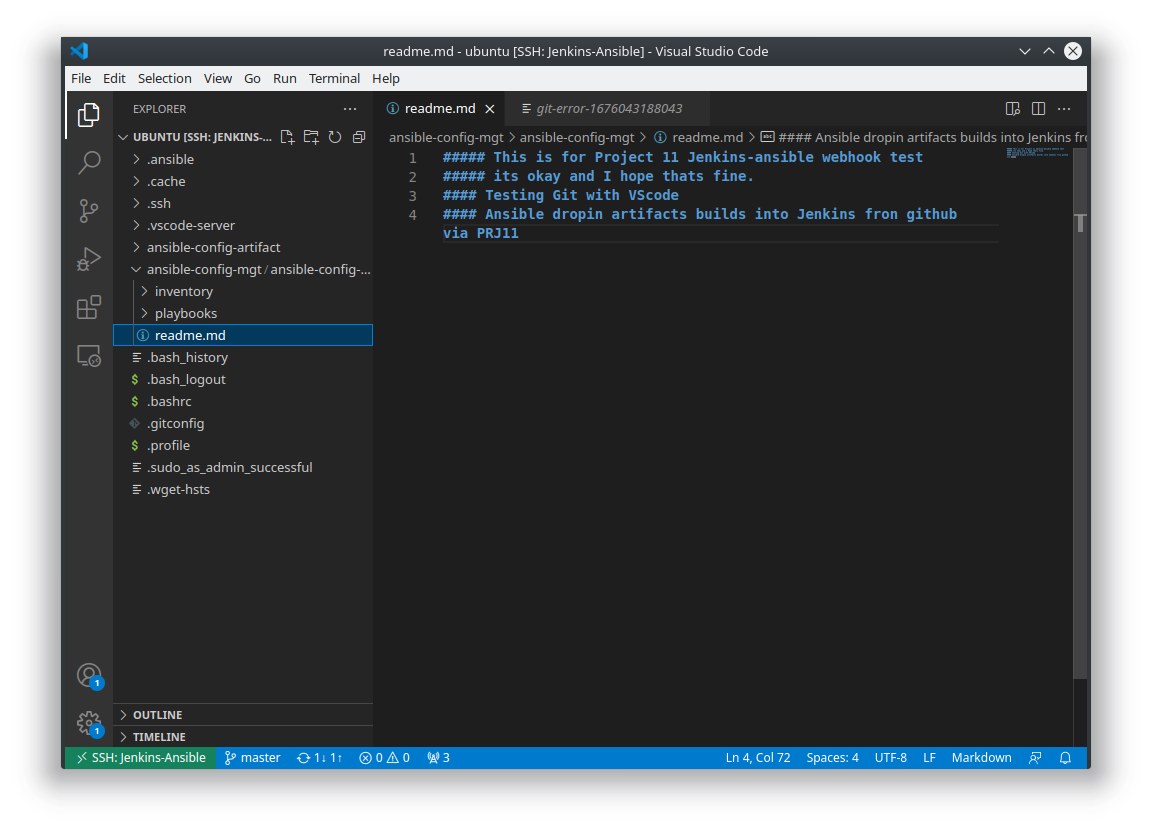 readme.md - ubuntu [SSH: Jenkins-Ansible] - Visual Studio Code
File Edit Selection View Go Run Terminal Help
EXPLORER
readme.md
git-error-1676043188043
UBUNTU [SSH: JENKINS-...
ansible-config-mgt > ansible-config-mgt > readme.md > #### Ansible dropin artifacts builds into Jenkins fro
.ansible
.cache
.ssh
.vscode-server
ansible-config-artifact
ansible-config-mgt / ansible-config-...
inventory
playbooks
readme.md
.bash_history
.bash_logout
.bashrc
.gitconfig
.profile
.sudo_as_admin_successful
.wget-hsts
1 ##### This is for Project 11 Jenkins-ansible webhook test
2 ##### its okay and I hope thats fine.
3 #### Testing Git with VScode
4 #### Ansible dropin artifacts builds into Jenkins fron github
via PRJ11
1
1
OUTLINE
TIMELINE
SSH: Jenkins-Ansible master 1↓ 1↑ 0 0 3 Ln 4, Col 72 Spaces: 4 UTF-8 LF Markdown